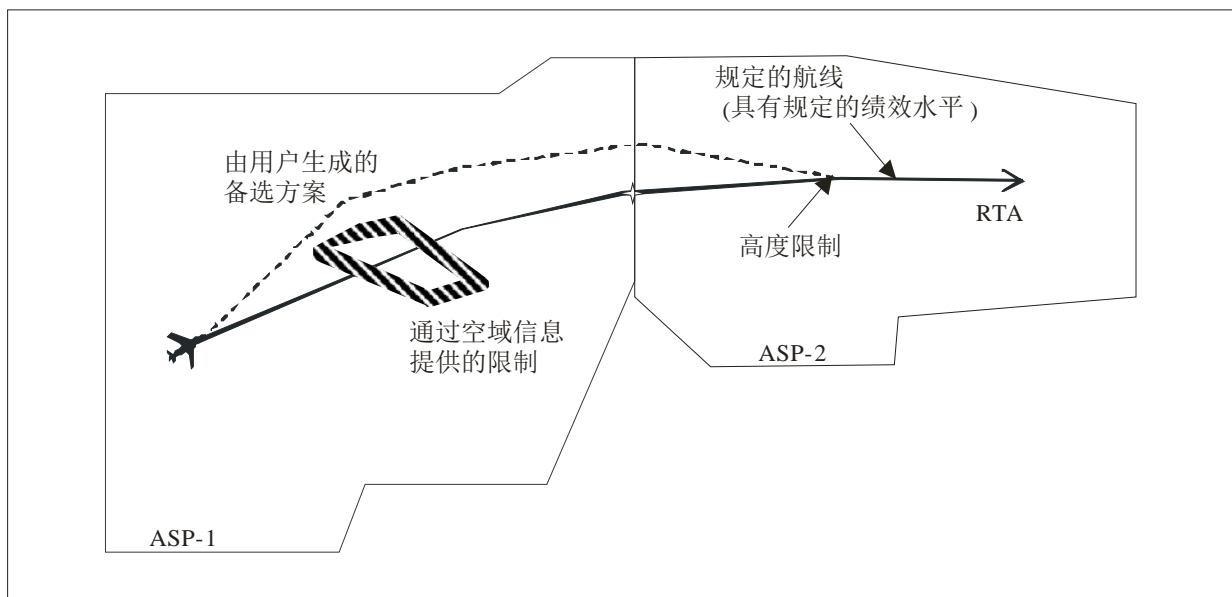 规定的航线
(具有规定的绩效水平 )
由用户生成的
备选方案
RTA
高度限制
通过空域信息
提供的限制
ASP-2
ASP-1